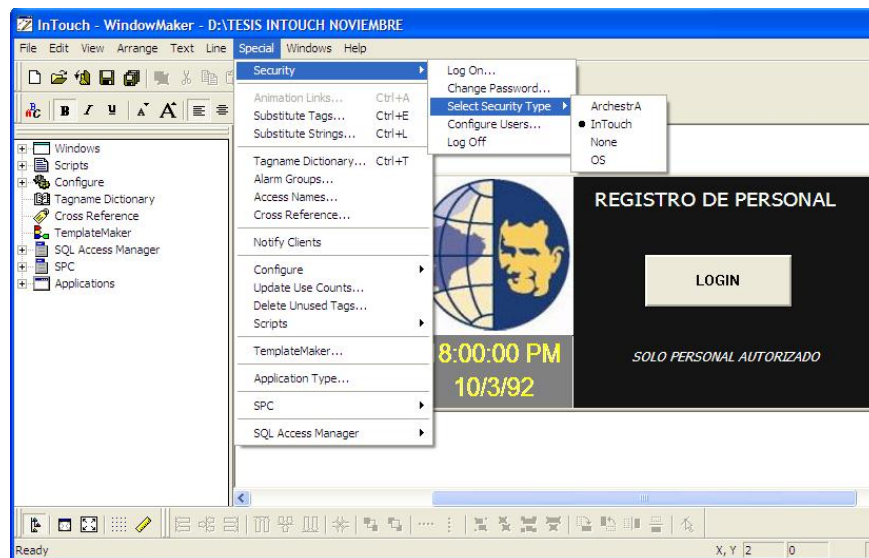 InTouch - WindowMaker - D:\TESIS INTOUCH NOVIEMBRE
File Edit View Arrange Text Line Special Windows Help
Security
Animation Links... Ctrl+A
Substitute Tags... Ctrl+E
Substitute Strings... Ctrl+L
Tagname Dictionary... Ctrl+T
Alarm Groups...
Access Names...
Cross Reference...
Notify Clients
Configure
Update Use Counts...
Delete Unused Tags...
Scripts
TemplateMaker...
Application Type...
SPC
SQL Access Manager
Log On...
Change Password...
Select Security Type
Configure Users...
Log Off
ArchestrA
InTouch
None
OS
Windows
Scripts
Configure
Tagname Dictionary
Cross Reference
TemplateMaker
SQL Access Manager
SPC
Applications
8:00:00 PM
10/3/92
REGISTRO DE PERSONAL
LOGIN
SOLO PERSONAL AUTORIZADO
Ready
X, Y 2 0